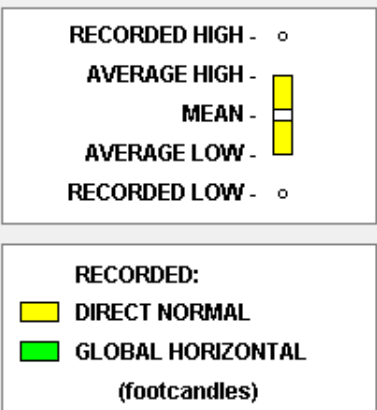 RECORDED HIGH -
AVERAGE HIGH -
MEAN -
AVERAGE LOW -
RECORDED LOW -
RECORDED:
DIRECT NORMAL
GLOBAL HORIZONTAL
(footcandles)